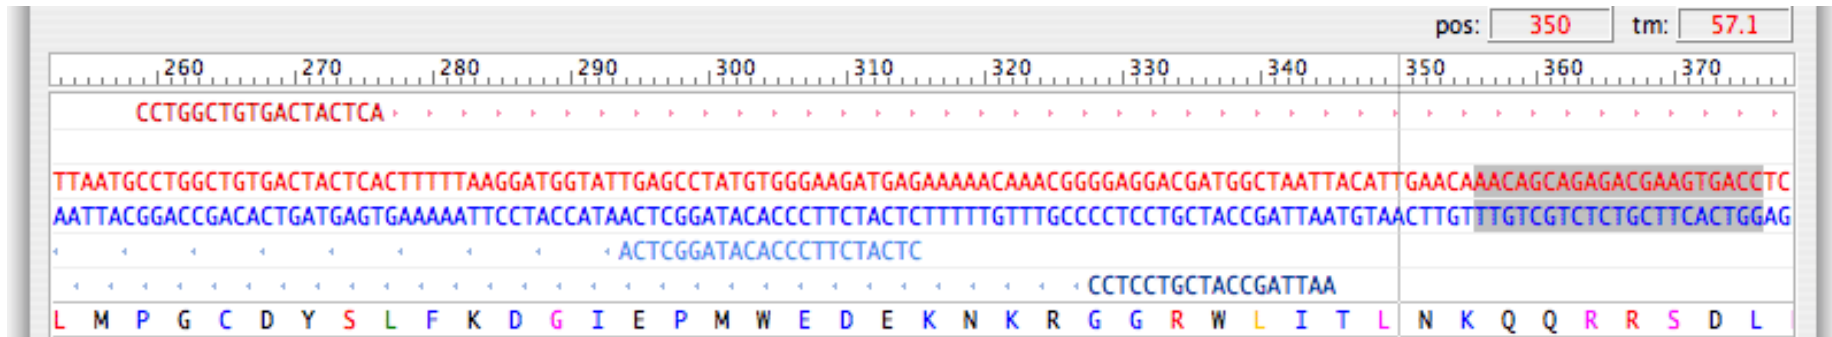 pos: 350 tm: 57.1
260 270 280 290 300 310 320 330 340 350 360 370
CCTGGCTGTGACTACTCA
TTAATGCCTGGCTGTGACTACTCACTTTTTAAGGATGGTATTGAGCCTATGTGGGAAGATGAGAAAAACAAACGGGGAGGACGATGGCTAATTACATTGAACAAACAGCAGAGACGAAGTGACCTC
AATTACGGACCGACACTGATGAGTGAAAAATTCCTACCATAACTCGGATACACCCTTCTACTCTTTTTGTTTGCCCCTCCTGCTACCGATTAATGTAACTTGTTTGTCGTCTCTGCTTCACTGGAG
ACTCGGATACACCCTTCTACTC
CCTCCTGCTACCGATTAA
L M P G C D Y S L F K D G I E P M W E D E K N K R G G R W L I T L N K Q Q R R S D L